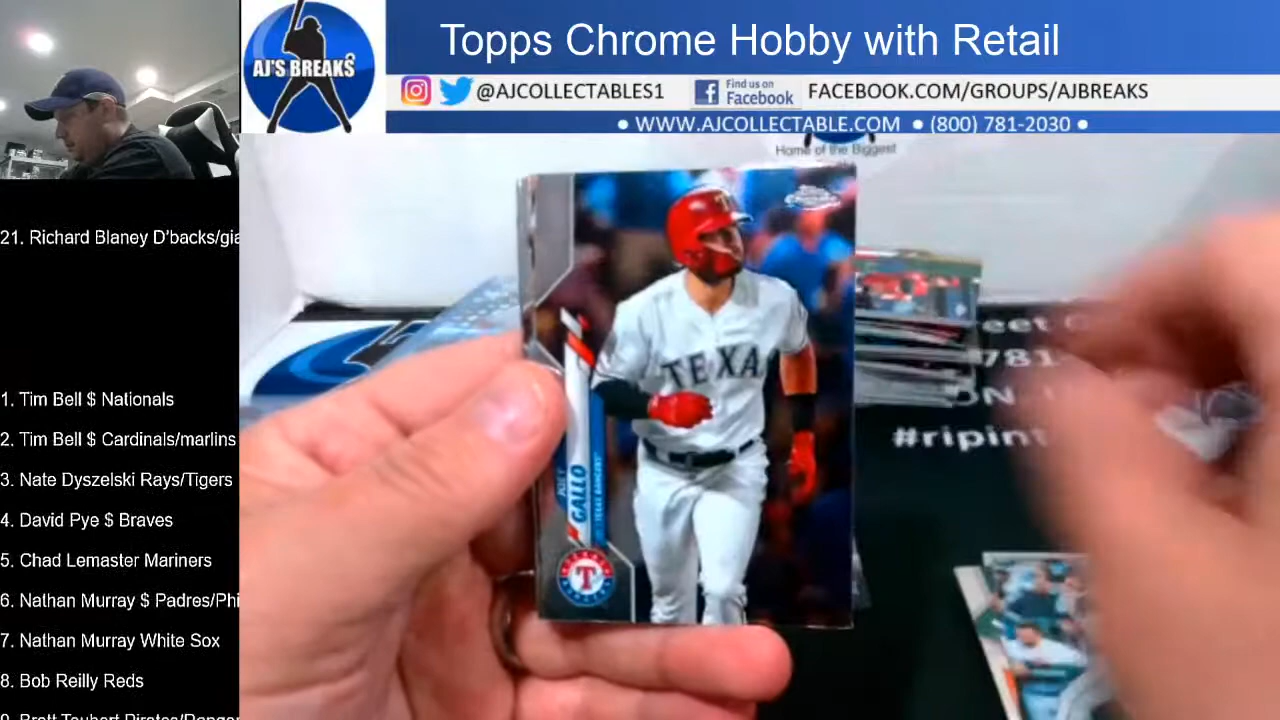 AJ'S BREAKS
Topps Chrome Hobby with Retail
@AJCOLLECTABLES1
Find us on
Facebook
FACEBOOK.COM/GROUPS/AJBREAKS
● WWW.AJCOLLECTABLE.COM ● (800) 781-2030 ●
Home of the Biggest
21. Richard Blaney D'backs/gia
1. Tim Bell $ Nationals
2. Tim Bell $ Cardinals/marlins
3. Nate Dyszelski Rays/Tigers
4. David Pye $ Braves
5. Chad Lemaster Mariners
6. Nathan Murray $ Padres/Phi
7. Nathan Murray White Sox
8. Bob Reilly Reds
TEXA
GALLO
TEXAS RANGERS
T
781-
#ripint